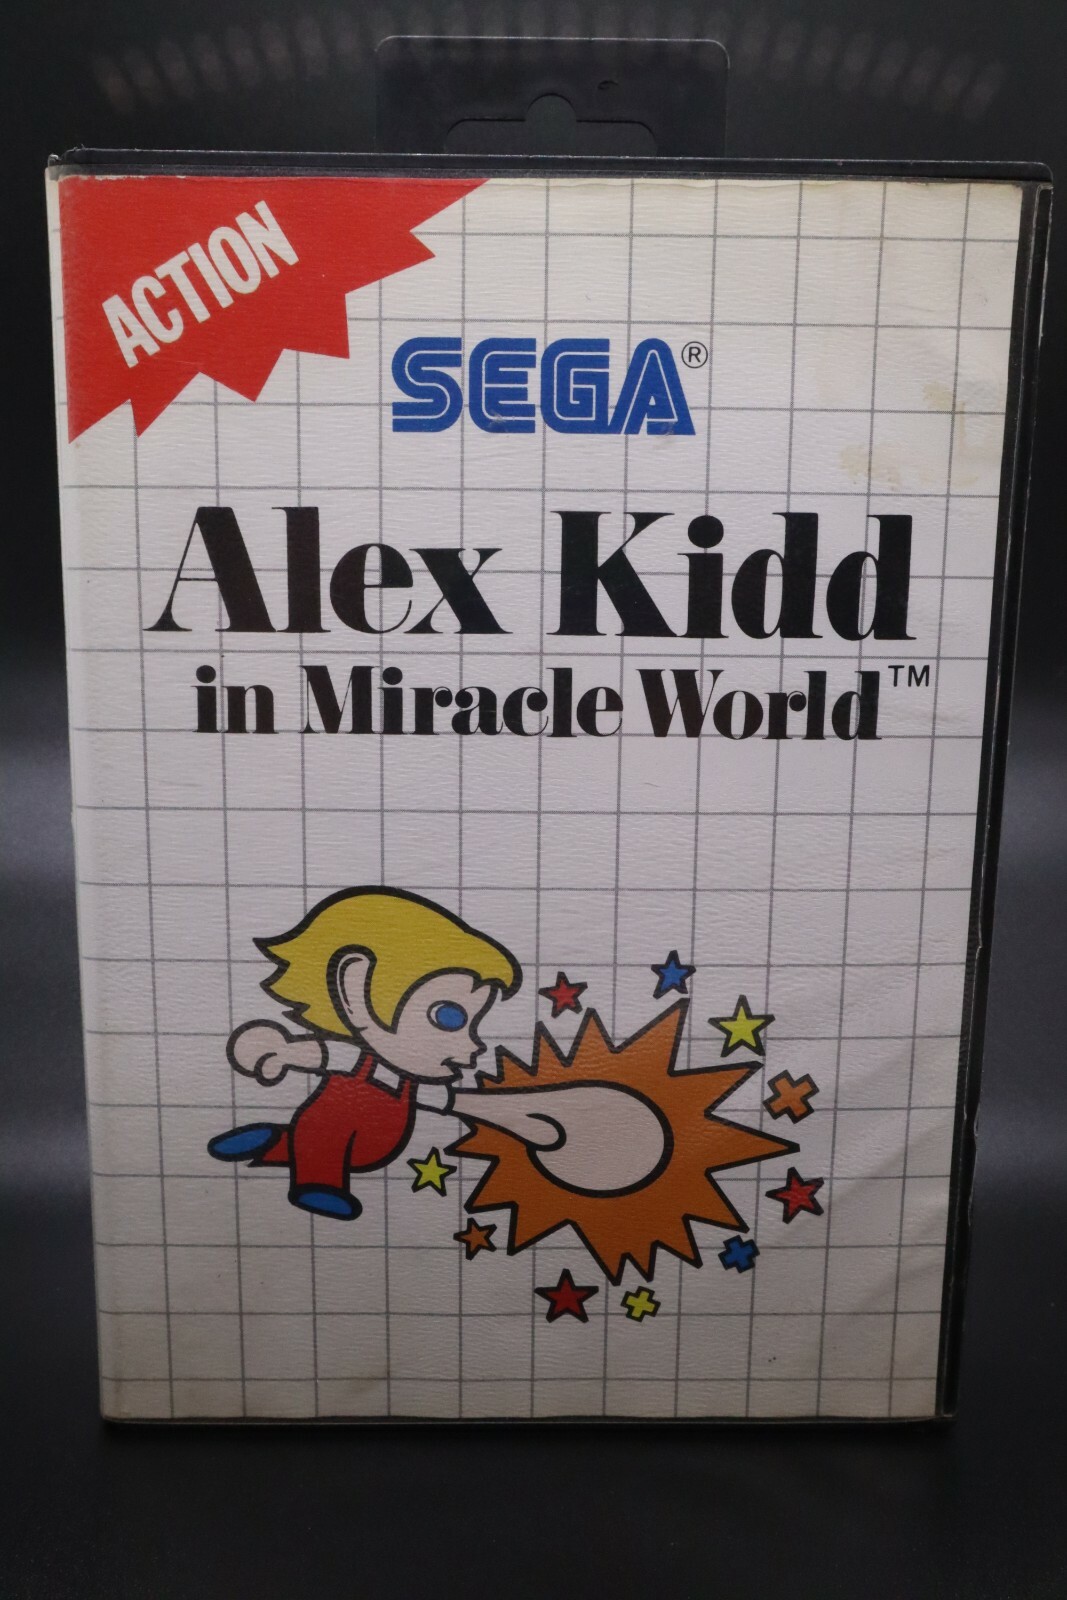 ACTION
SEGA®
Alex Kidd
in Miracle World™